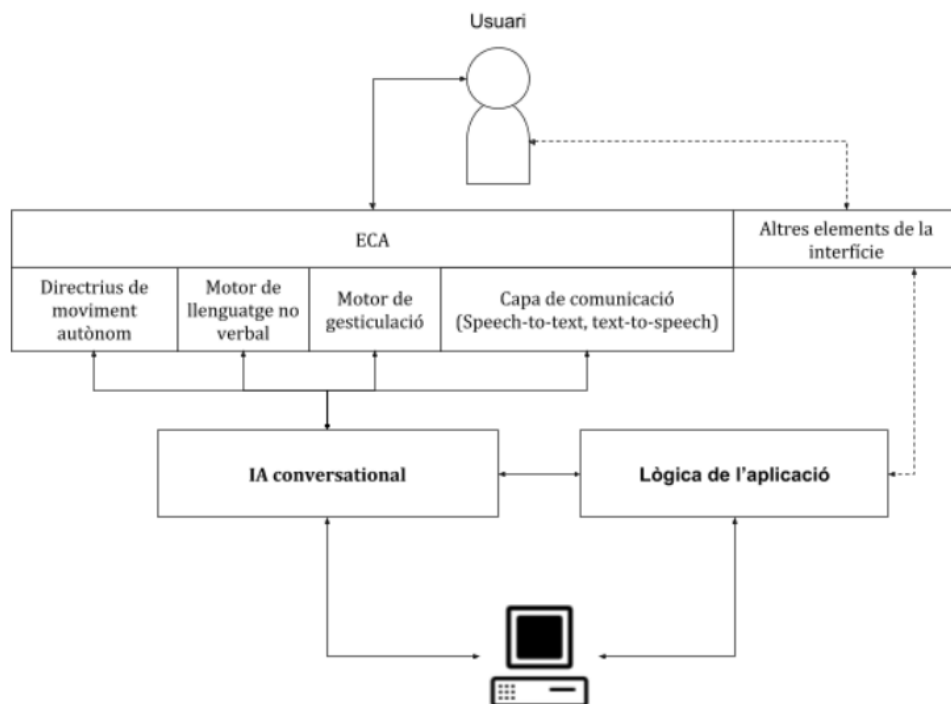 Usuari
ECA
Altres elements de la
interfície
Directrius de
moviment
autònom
Motor de
llenguatge no
verbal
Motor de
gesticulació
Capa de comunicació
(Speech-to-text, text-to-speech)
IA conversational
Lògica de l'aplicació